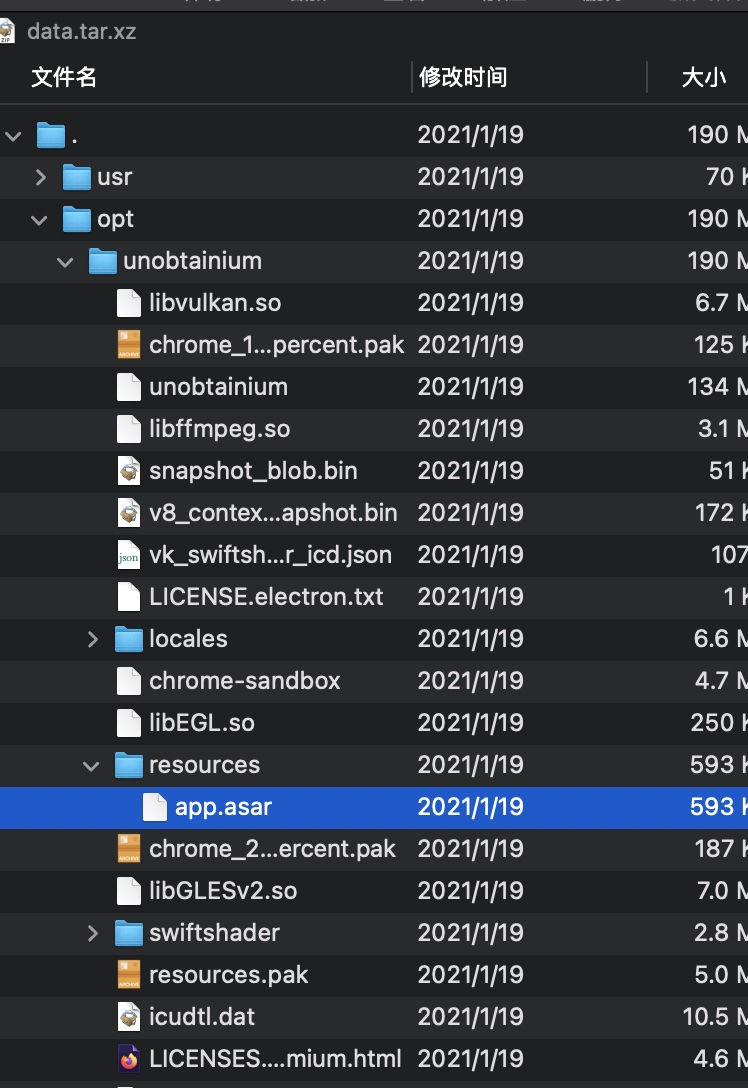 data.tar.xz
文件名 修改时间 大小
. 2021/1/19 190 M
usr 2021/1/19 70 K
opt 2021/1/19 190 M
unobtainium 2021/1/19 190 M
libvulkan.so 2021/1/19 6.7 M
chrome_1...percent.pak 2021/1/19 125 K
unobtainium 2021/1/19 134 M
libffmpeg.so 2021/1/19 3.1 M
snapshot_blob.bin 2021/1/19 51 K
v8_contex...apshot.bin 2021/1/19 172 K
json vk_swiftsh...r_icd.json 2021/1/19 107
LICENSE.electron.txt 2021/1/19 1 K
locales 2021/1/19 6.6 M
chrome-sandbox 2021/1/19 4.7 M
libEGL.so 2021/1/19 250 K
resources 2021/1/19 593 K
app.asar 2021/1/19 593 K
chrome_2...ercent.pak 2021/1/19 187 K
libGLESv2.so 2021/1/19 7.0 M
swiftshader 2021/1/19 2.8 M
resources.pak 2021/1/19 5.0 M
icudtl.dat 2021/1/19 10.5 M
LICENSES....mium.html 2021/1/19 4.6 M